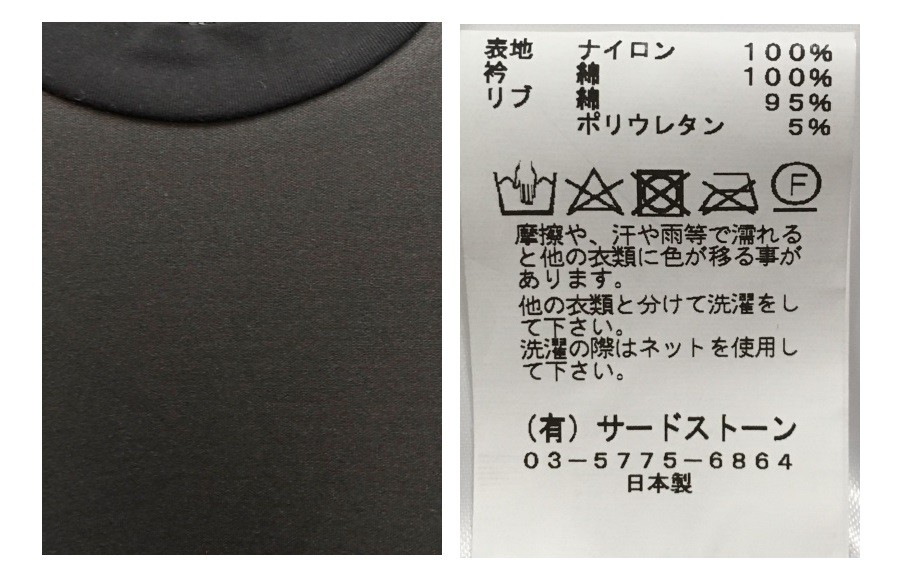 表地 ナイロン 100%
衿 綿 100%
リブ 綿 95%
ポリウレタン 5%
F
摩擦や、汗や雨等で濡れる
と他の衣類に色が移る事が
あります。
他の衣類と分けて洗濯をし
て下さい。
洗濯の際はネットを使用し
て下さい。
(有)サードストーン
03-5775-6864
日本製